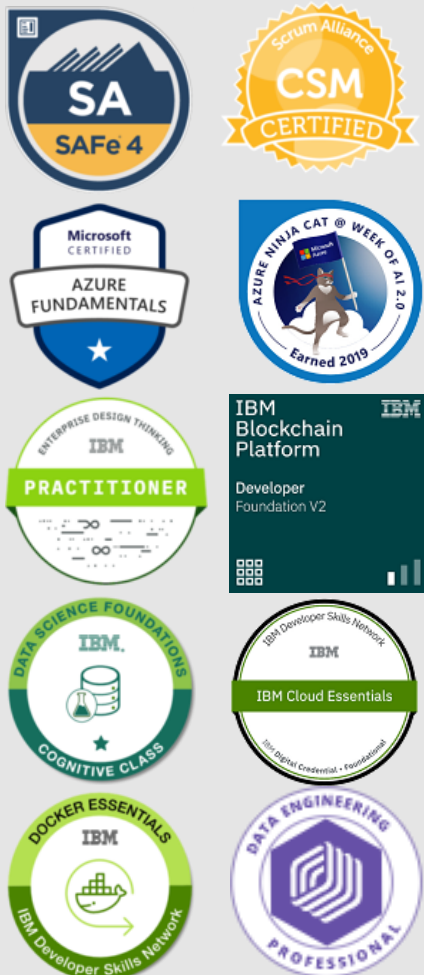 SA
SAFe® 4
Scrum Alliance
CSM
CERTIFIED
Microsoft
CERTIFIED
AZURE
FUNDAMENTALS
AZURE NINJA CAT @ WEEK OF AI 2.0
Microsoft
Azure
Earned 2019
ENTERPRISE DESIGN THINKING
IBM
PRACTITIONER
IBM
Blockchain
Platform
IBM
Developer
Foundation V2
DATA SCIENCE FOUNDATIONS
IBM.
COGNITIVE CLASS
IBM Developer Skills Network
IBM
IBM Cloud Essentials
IBM Digital Credential • Foundational
DOCKER ESSENTIALS
IBM
IBM Developer Skills Network
DATA ENGINEERING
PROFESSIONAL